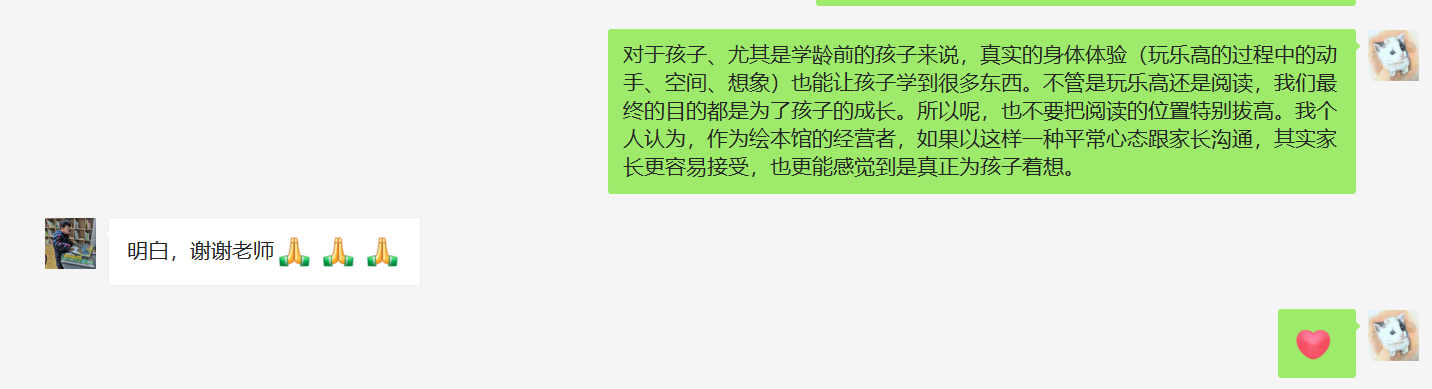 对于孩子、尤其是学龄前的孩子来说，真实的身体体验（玩乐高的过程中的动
手、空间、想象）也能让孩子学到很多东西。不管是玩乐高还是阅读，我们最
终的目的都是为了孩子的成长。所以呢，也不要把阅读的位置特别拔高。我个
人认为，作为绘本馆的经营者，如果以这样一种平常心态跟家长沟通，其实家
长更容易接受，也更能感觉到是真正为孩子着想。
明白，谢谢老师🙏🙏🙏